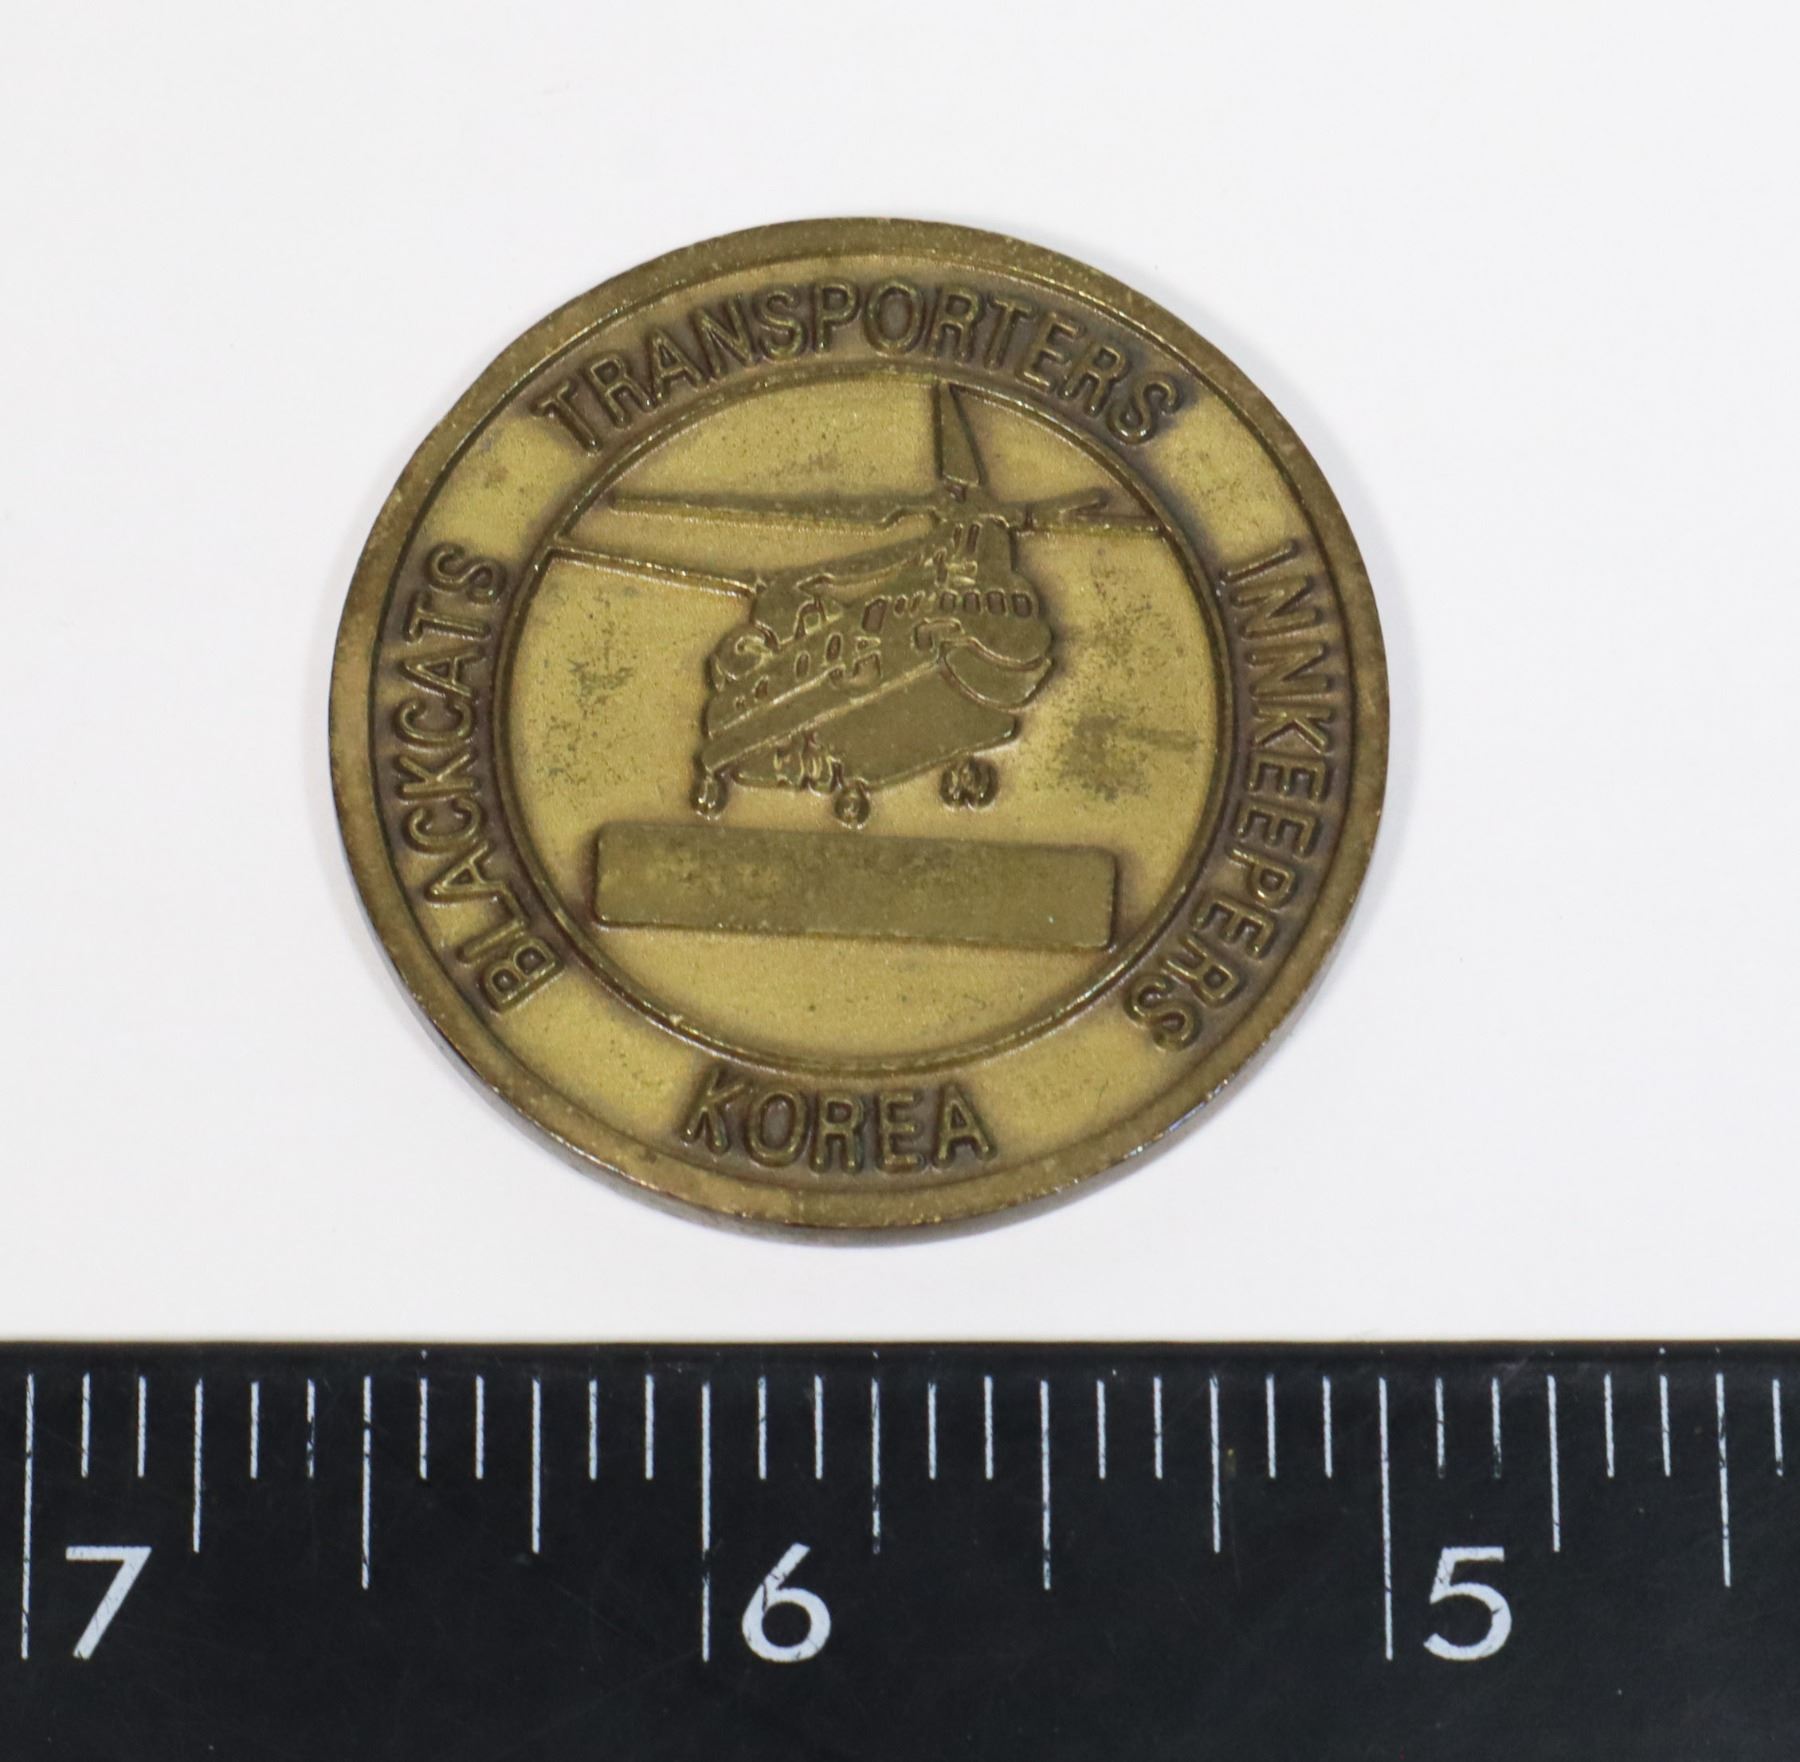 TRANSPORTERS
BLACKCATS
INNKEEPERS
KOREA
7 6 5